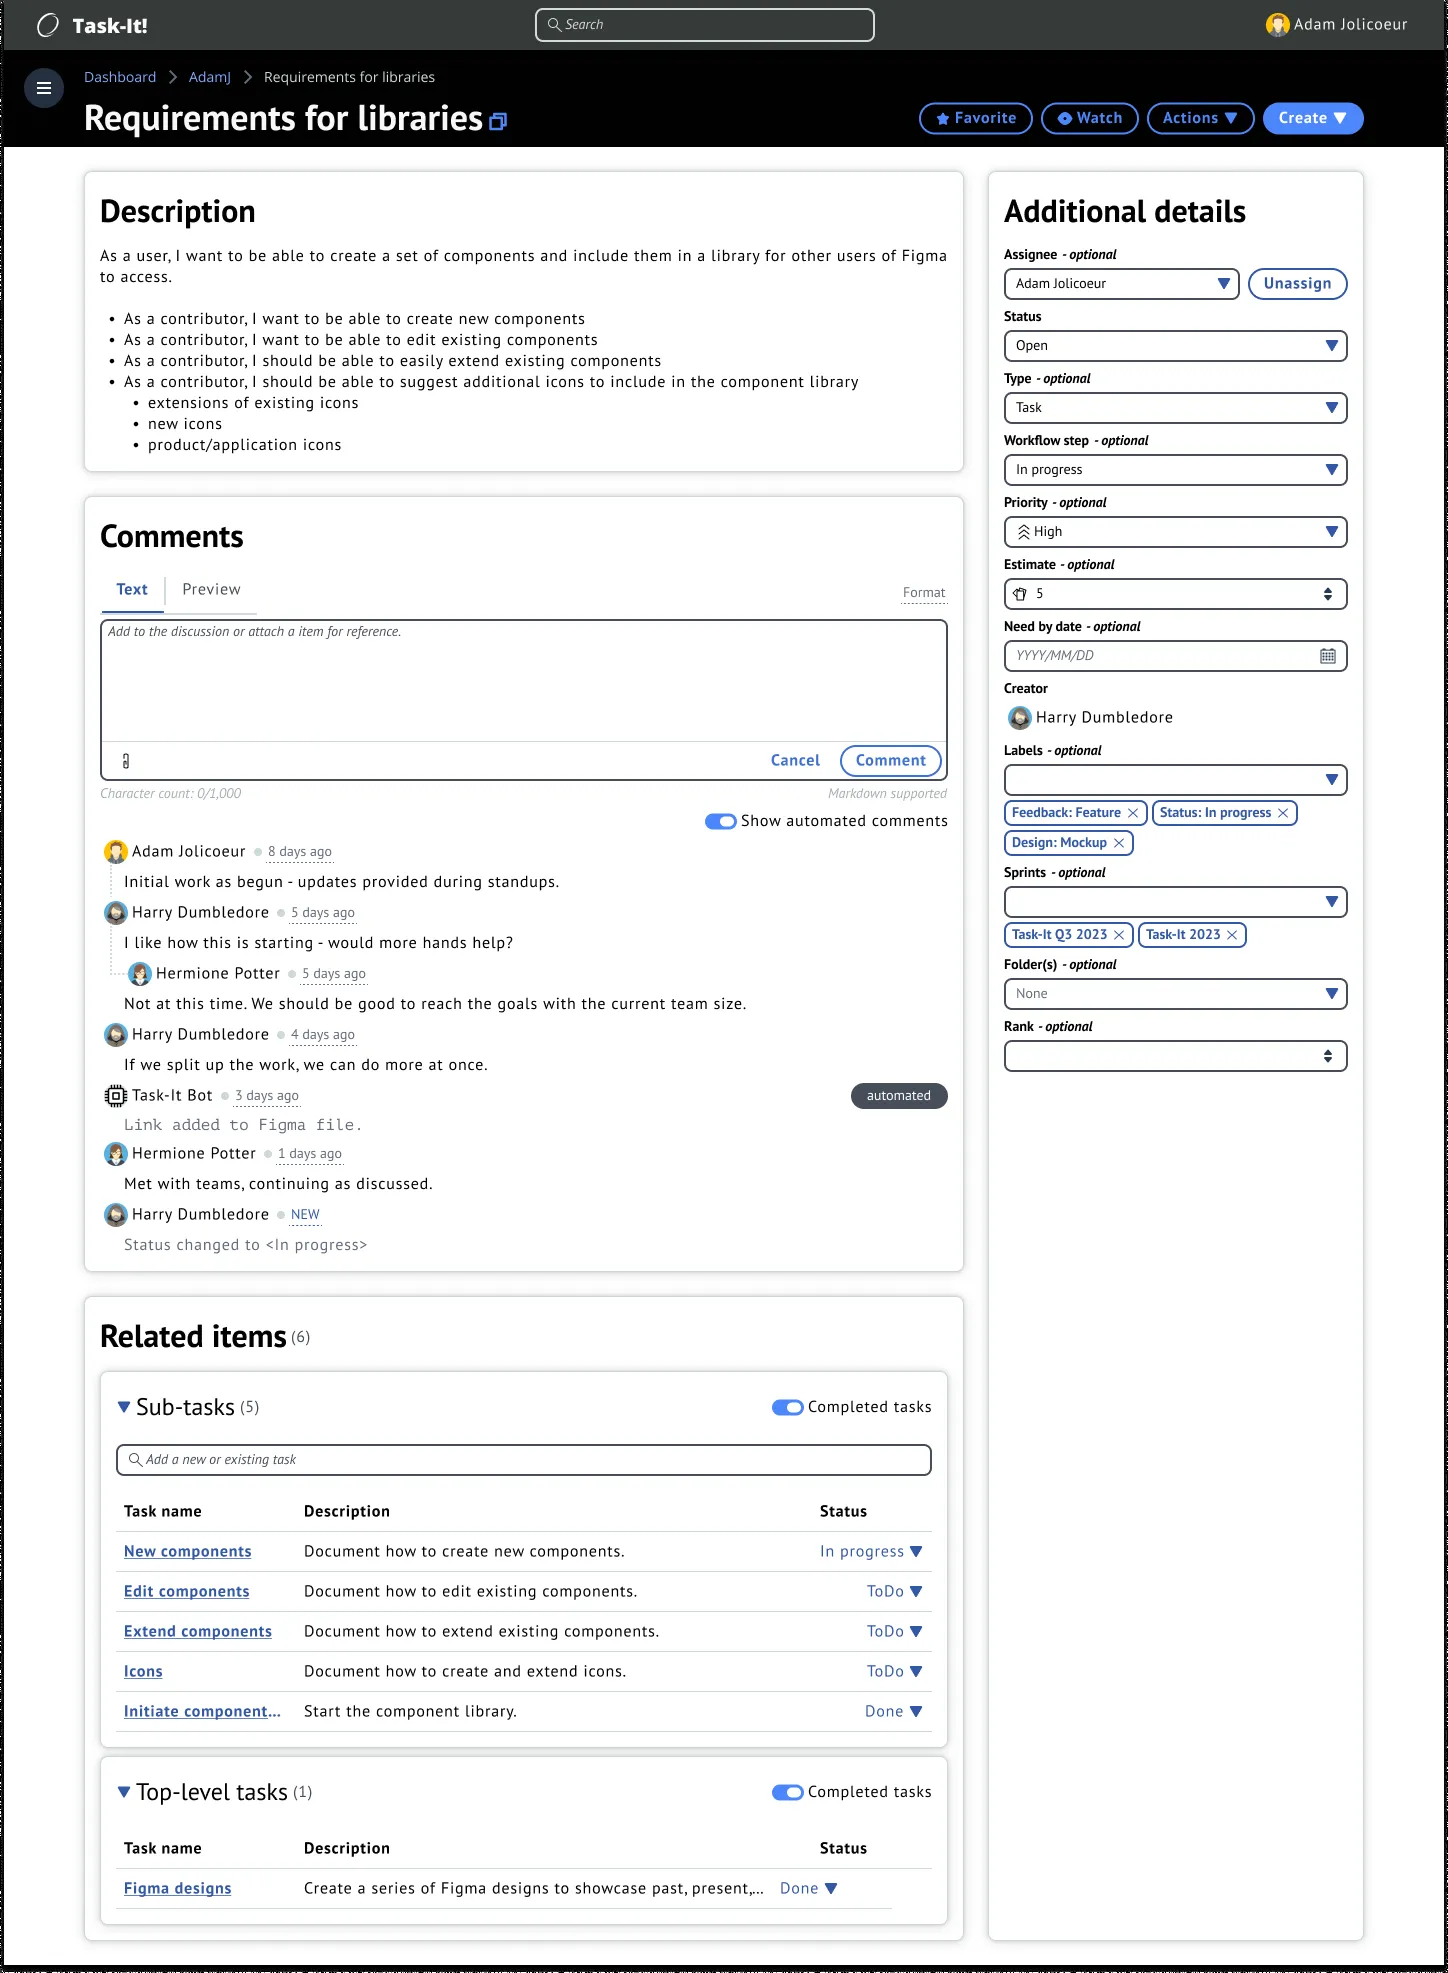 Task-It!
Search
Adam Jolicoeur
Dashboard AdamJ Requirements for libraries
Requirements for libraries
Favorite
Watch
Actions
Create
Description
As a user, I want to be able to create a set of components and include them in a library for other users of Figma
to access.
• As a contributor, I want to be able to create new components
• As a contributor, I want to be able to edit existing components
• As a contributor, I should be able to easily extend existing components
• As a contributor, I should be able to suggest additional icons to include in the component library
• extensions of existing icons
• new icons
• product/application icons
Comments
Text Preview
Format
Add to the discussion or attach a item for reference.
Cancel Comment
Character count: 0/1,000
Markdown supported
Show automated comments
Adam Jolicoeur 8 days ago
Initial work as begun - updates provided during standups.
Harry Dumbledore 5 days ago
I like how this is starting - would more hands help?
Hermione Potter 5 days ago
Not at this time. We should be good to reach the goals with the current team size.
Harry Dumbledore 4 days ago
If we split up the work, we can do more at once.
Task-It Bot 3 days ago automated
Link added to Figma file.
Hermione Potter 1 days ago
Met with teams, continuing as discussed.
Harry Dumbledore NEW
Status changed to <In progress>
Related items (6)
Sub-tasks (5)
Completed tasks
Add a new or existing task
Task name Description Status
New components Document how to create new components. In progress
Edit components Document how to edit existing components. ToDo
Extend components Document how to extend existing components. ToDo
Icons Document how to create and extend icons. ToDo
Initiate component... Start the component library. Done
Top-level tasks (1)
Completed tasks
Task name Description Status
Figma designs Create a series of Figma designs to showcase past, present,... Done
Additional details
Assignee - optional
Adam Jolicoeur
Unassign
Status
Open
Type - optional
Task
Workflow step - optional
In progress
Priority - optional
High
Estimate - optional
5
Need by date - optional
YYYY/MM/DD
Creator
Harry Dumbledore
Labels - optional
Feedback: Feature
Status: In progress
Design: Mockup
Sprints - optional
Task-It Q3 2023
Task-It 2023
Folder(s) - optional
None
Rank - optional